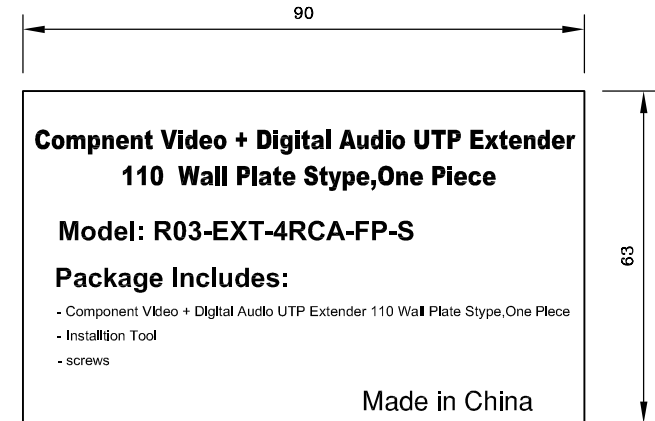 90
Compnent Video + Digital Audio UTP Extender
110 Wall Plate Stype,One Piece
63
Model: R03-EXT-4RCA-FP-S
Package Includes:
- Component Video + Digital Audio UTP Extender 110 Wall Plate Stype,One Piece
- Installtion Tool
- screws
Made in China